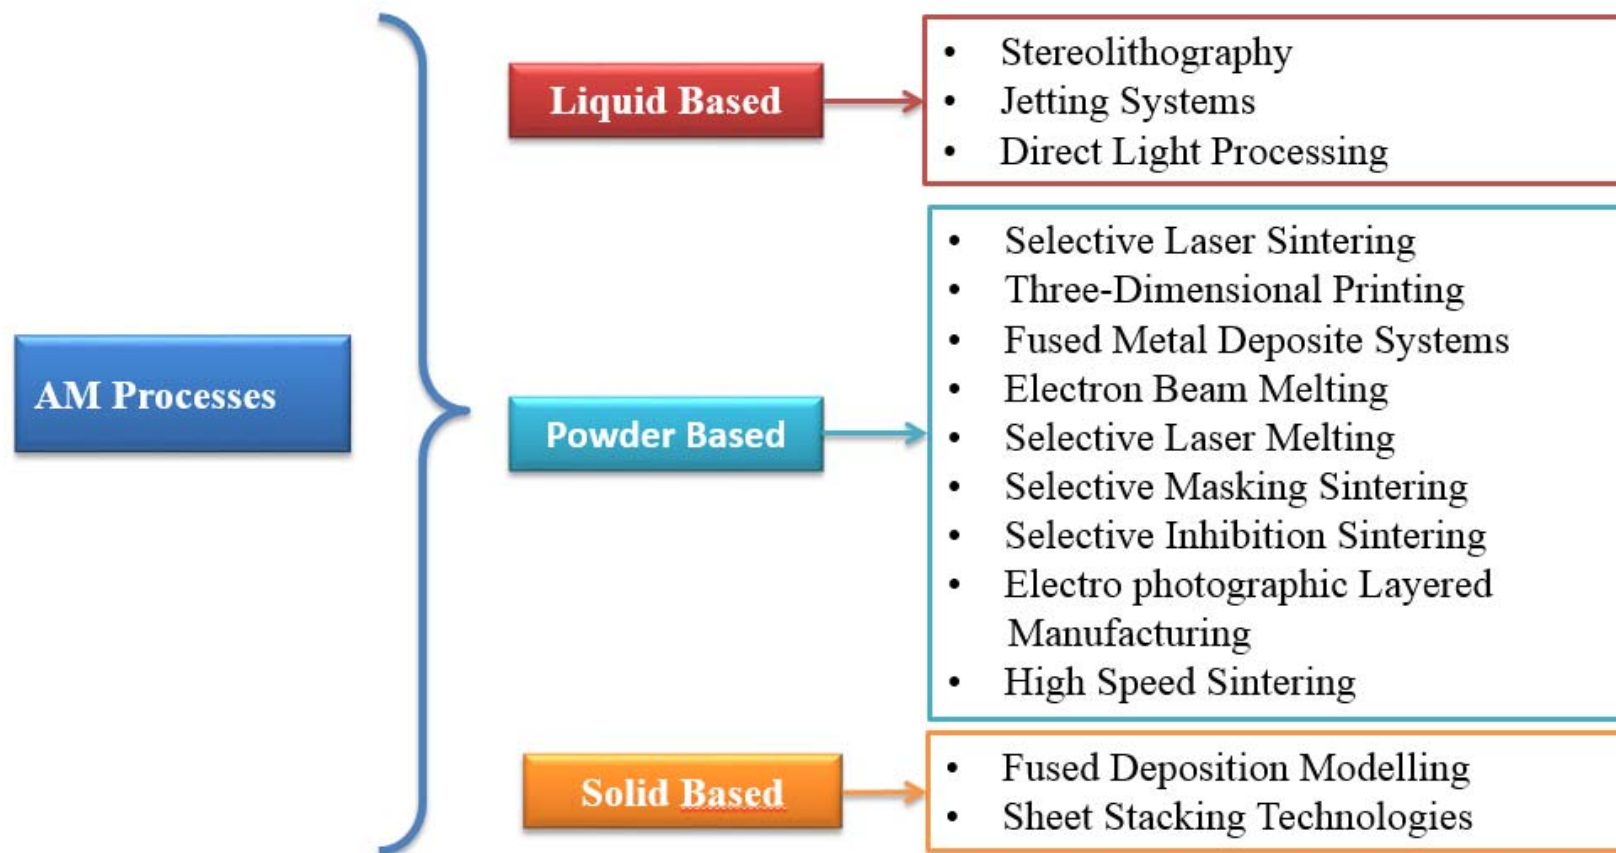 AM Processes
Liquid Based
• Stereolithography
• Jetting Systems
• Direct Light Processing
Powder Based
• Selective Laser Sintering
• Three-Dimensional Printing
• Fused Metal Deposite Systems
• Electron Beam Melting
• Selective Laser Melting
• Selective Masking Sintering
• Selective Inhibition Sintering
• Electro photographic Layered
Manufacturing
• High Speed Sintering
Solid Based
• Fused Deposition Modelling
• Sheet Stacking Technologies